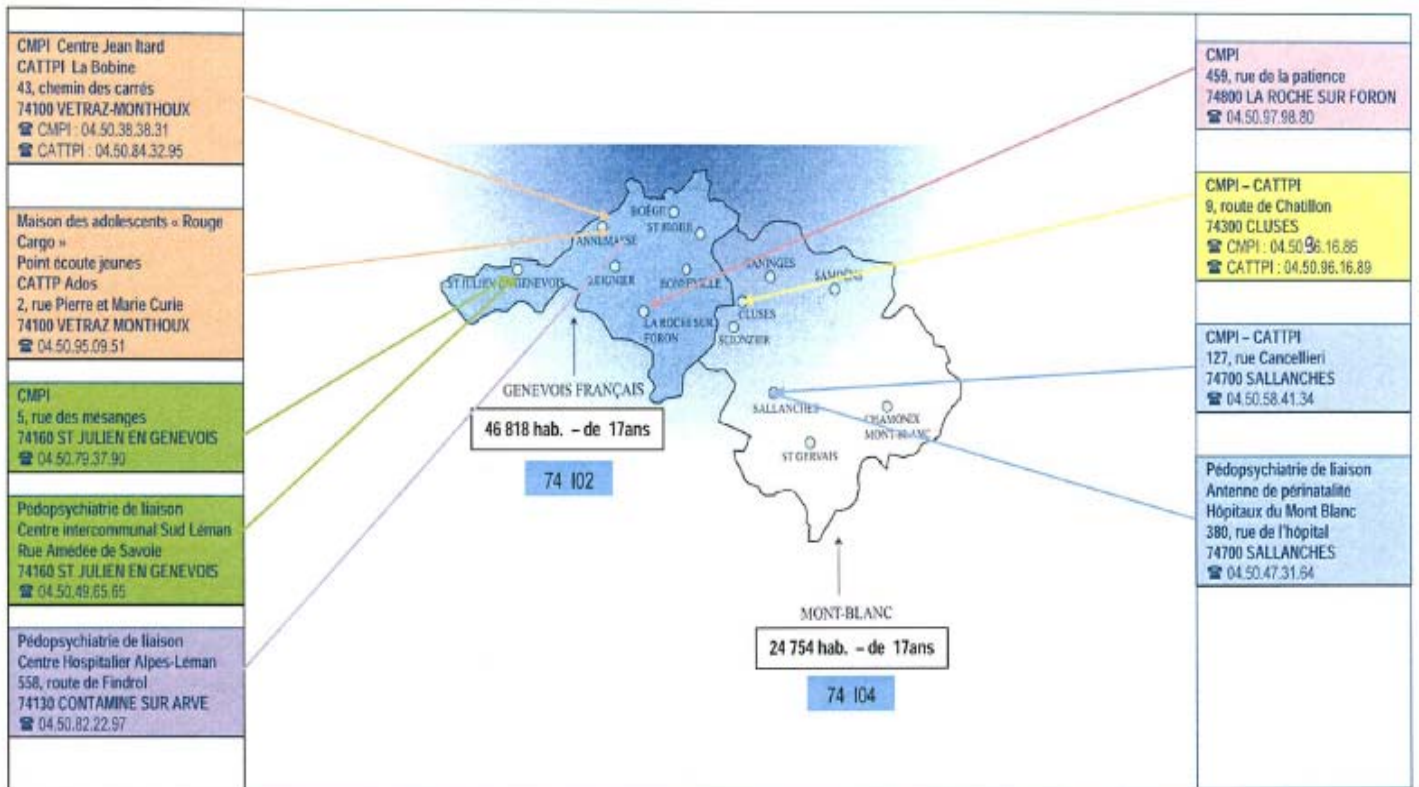 CMPI Centre Jean Itard
CATTPI La Bobine
43, chemin des carrés
74100 VETRAZ-MONTHOUX
☎ CMPI : 04.50.38.38.31
☎ CATTPI : 04.50.84.32.95
Maison des adolescents « Rouge
Cargo »
Point écoute jeunes
CATTP Ados
2, rue Pierre et Marie Curie
74100 VETRAZ MONTHOUX
☎ 04.50.95.09.51
CMPI
5, rue des mésanges
74160 ST JULIEN EN GENEVOIS
☎ 04.50.79.37.90
Pédopsychiatrie de liaison
Centre intercommunal Sud Léman
Rue Amédée de Savoie
74160 ST JULIEN EN GENEVOIS
☎ 04.50.49.65.65
Pédopsychiatrie de liaison
Centre Hospitalier Alpes-Léman
558, route de Findrol
74130 CONTAMINE SUR ARVE
☎ 04.50.82.22.97
BOËGE
ST JEOIRE
ANNEMASSE
ST JULIEN EN GENEVOIS
REIGNIER
BONNEVILLE
TANINGES
SAMOËNS
LA ROCHE SUR
FORON
CLUSES
SCIONZIER
GENEVOIS FRANÇAIS
46 818 hab. – de 17ans
74 I02
SALLANCHES
CHAMONIX
MONT-BLANC
ST GERVAIS
MONT-BLANC
24 754 hab. – de 17ans
74 I04
CMPI
459, rue de la patience
74800 LA ROCHE SUR FORON
☎ 04.50.97.98.80
CMPI – CATTPI
9, route de Chatillon
74300 CLUSES
☎ CMPI : 04.50.96.16.86
☎ CATTPI : 04.50.96.16.89
CMPI – CATTPI
127, rue Cancellieri
74700 SALLANCHES
☎ 04.50.58.41.34
Pédopsychiatrie de liaison
Antenne de périnatalité
Hôpitaux du Mont Blanc
380, rue de l'hôpital
74700 SALLANCHES
☎ 04.50.47.31.64